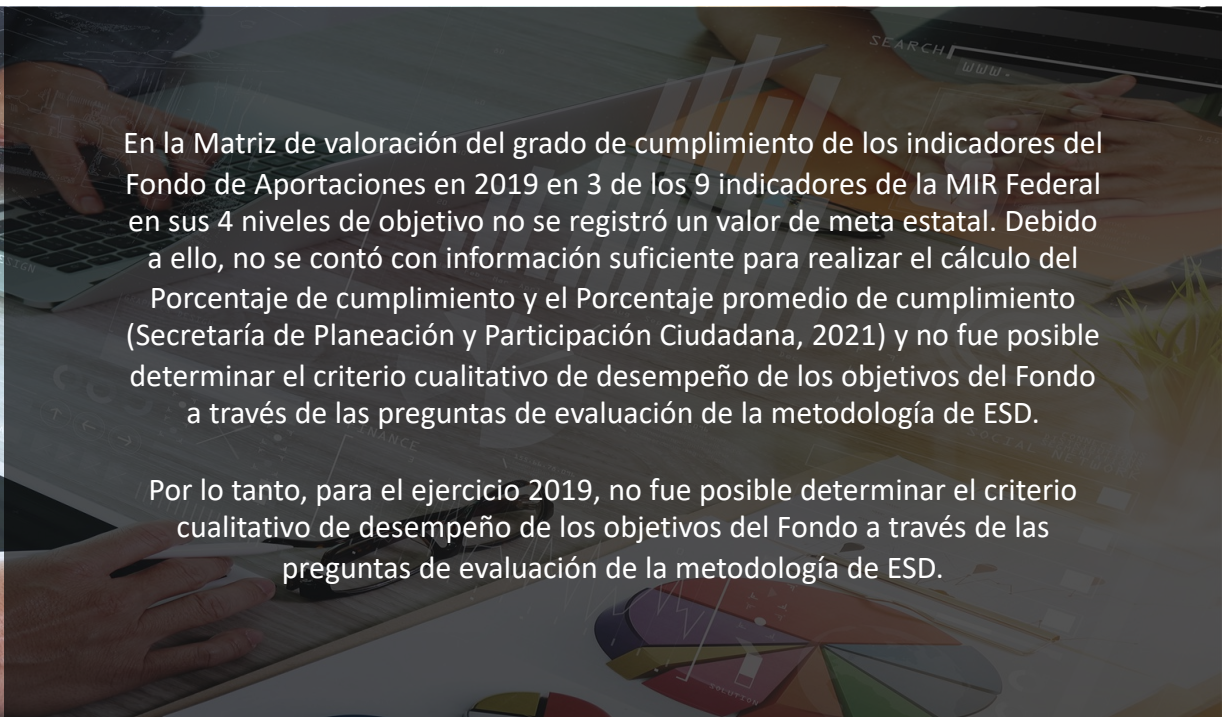 SEARCH
WWW.
En la Matriz de valoración del grado de cumplimiento de los indicadores del
Fondo de Aportaciones en 2019 en 3 de los 9 indicadores de la MIR Federal
en sus 4 niveles de objetivo no se registró un valor de meta estatal. Debido
a ello, no se contó con información suficiente para realizar el cálculo del
Porcentaje de cumplimiento y el Porcentaje promedio de cumplimiento
(Secretaría de Planeación y Participación Ciudadana, 2021) y no fue posible
determinar el criterio cualitativo de desempeño de los objetivos del Fondo
a través de las preguntas de evaluación de la metodología de ESD.
Por lo tanto, para el ejercicio 2019, no fue posible determinar el criterio
cualitativo de desempeño de los objetivos del Fondo a través de las
preguntas de evaluación de la metodología de ESD.
FINANCE
SOCIAL
NETWORK
SOLUTION